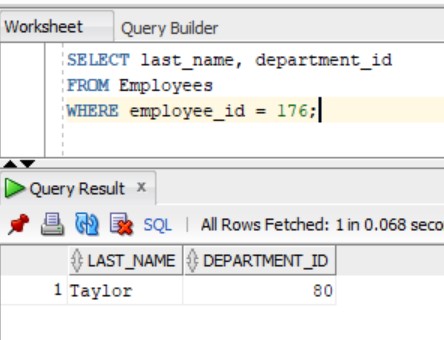 Worksheet Query Builder
SELECT last_name, department_id
FROM Employees
WHERE employee_id = 176;
Query Result x
SQL | All Rows Fetched: 1 in 0.068 seco
LAST_NAME DEPARTMENT_ID
1 Taylor 80